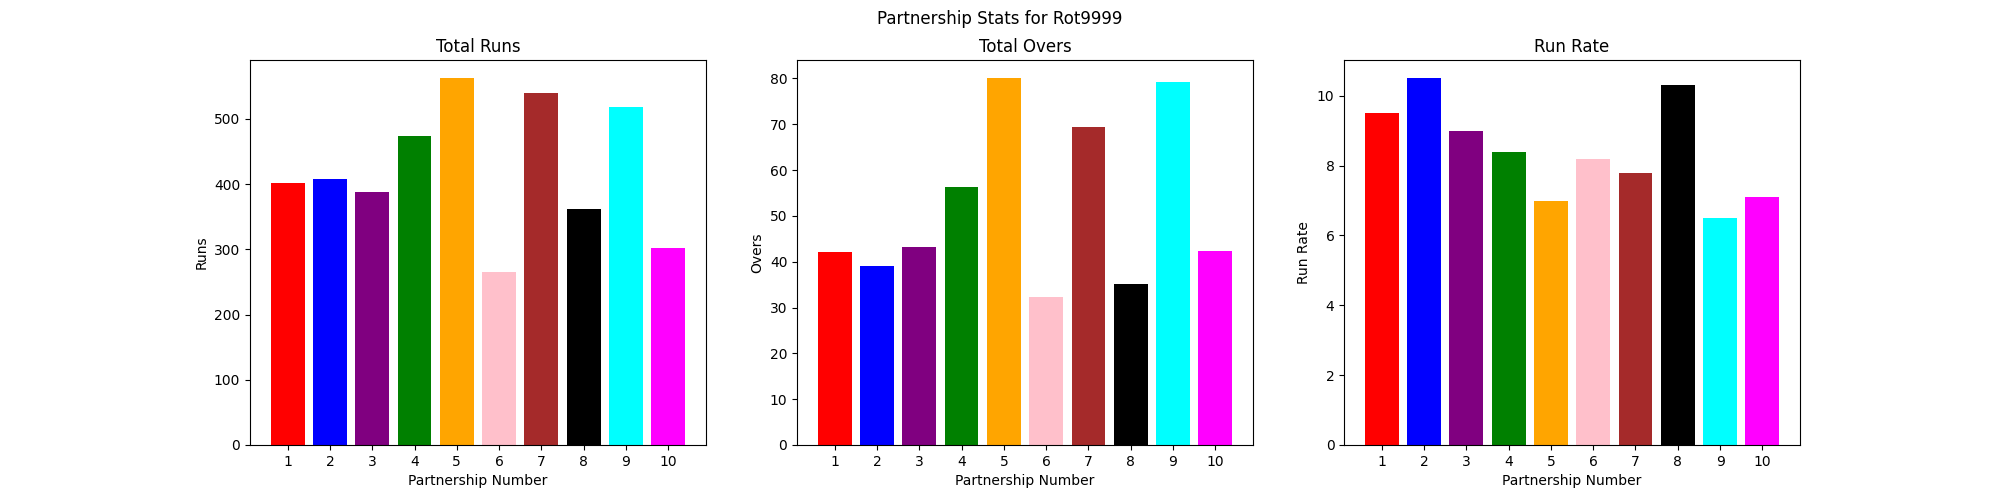 Partnership Stats for Rot9999
Total Runs
Runs
500
400
300
200
100
0
1 2 3 4 5 6 7 8 9 10
Partnership Number
Total Overs
Overs
80
70
60
50
40
30
20
10
0
1 2 3 4 5 6 7 8 9 10
Partnership Number
Run Rate
Run Rate
10
8
6
4
2
0
1 2 3 4 5 6 7 8 9 10
Partnership Number